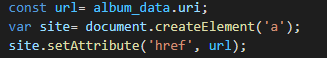 const url= album_data.uri;
var site= document.createElement('a');
site.setAttribute('href', url);